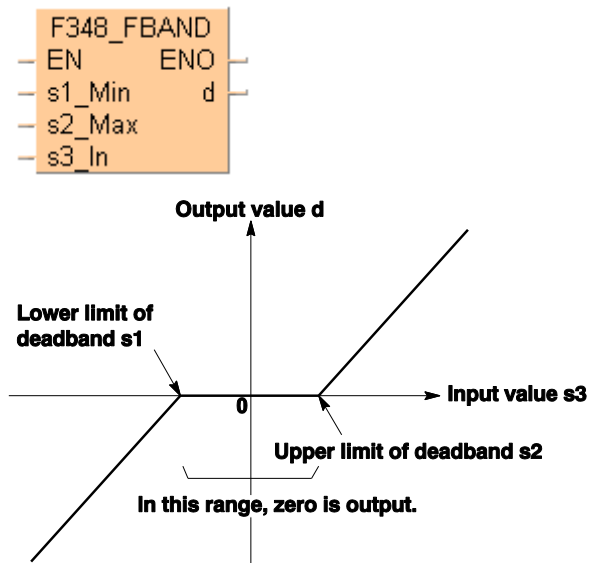 F348_FBAND
EN ENO
s1_Min d
s2_Max
s3_In
Output value d
Lower limit of
deadband s1
0
Input value s3
Upper limit of deadband s2
In this range, zero is output.